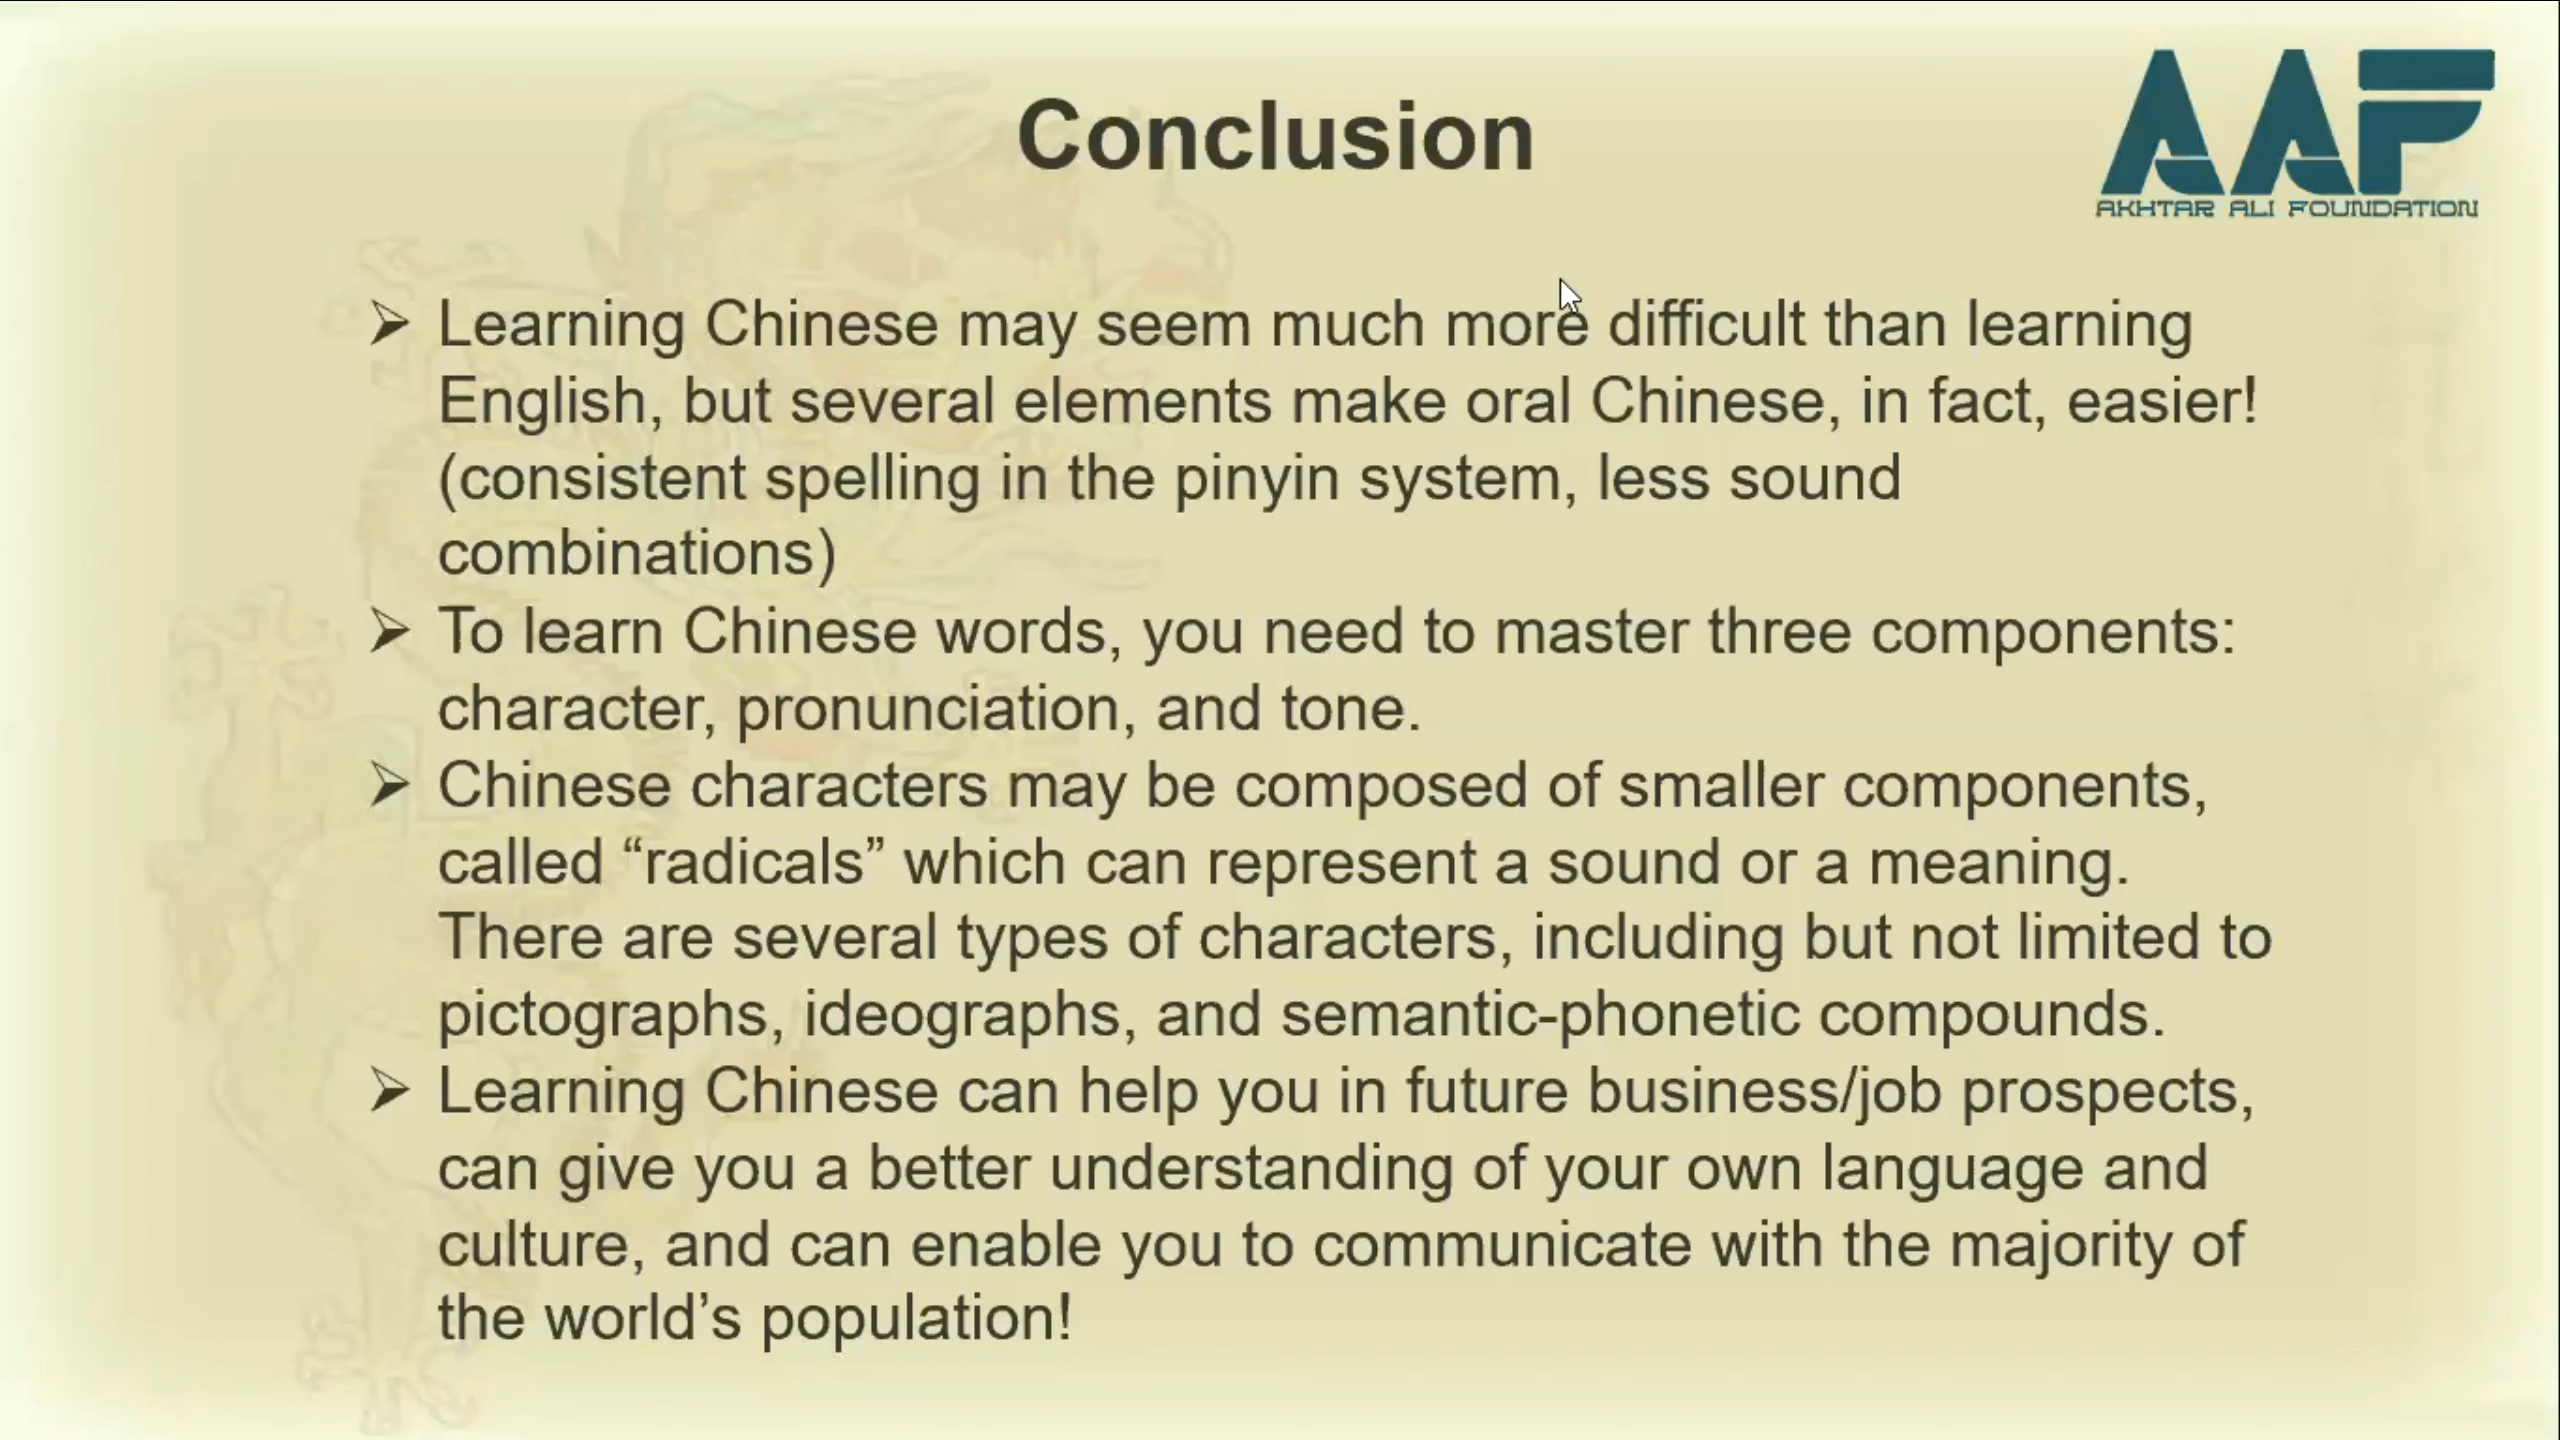 Conclusion
AKHTAR ALI FOUNDATION
AAF
➢ Learning Chinese may seem much more difficult than learning
English, but several elements make oral Chinese, in fact, easier!
(consistent spelling in the pinyin system, less sound
combinations)
➢ To learn Chinese words, you need to master three components:
character, pronunciation, and tone.
➢ Chinese characters may be composed of smaller components,
called “radicals” which can represent a sound or a meaning.
There are several types of characters, including but not limited to
pictographs, ideographs, and semantic-phonetic compounds.
➢ Learning Chinese can help you in future business/job prospects,
can give you a better understanding of your own language and
culture, and can enable you to communicate with the majority of
the world’s population!